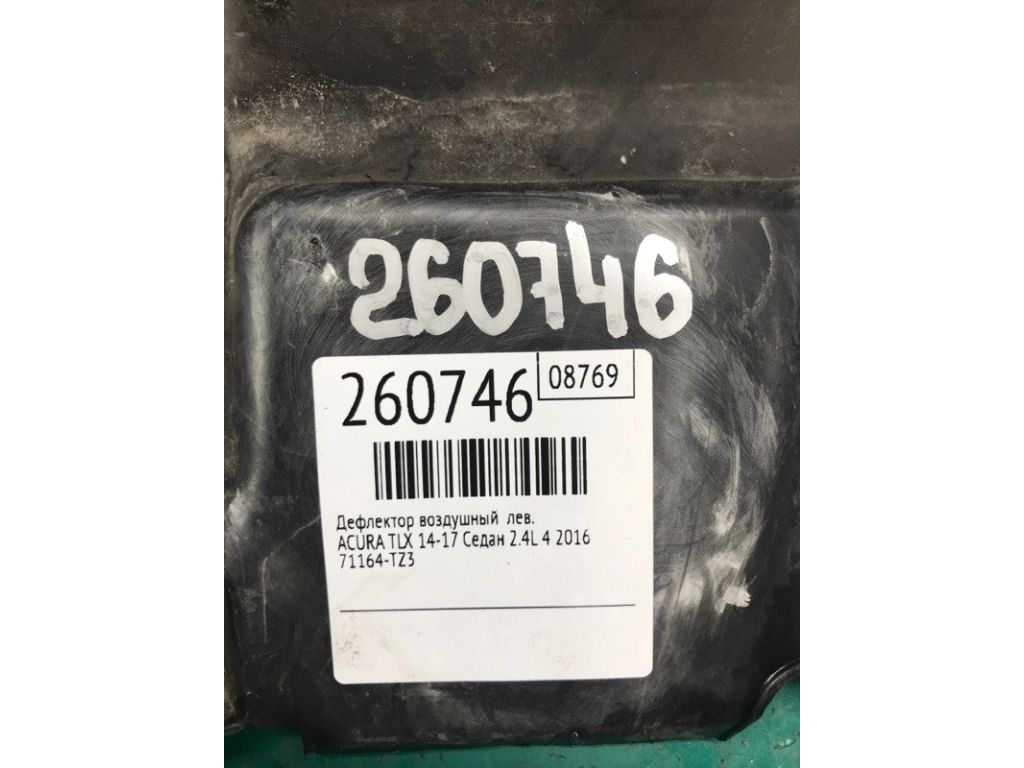 260746
260746 08769
Дефлектор воздушный лев.
ACURA TLX 14-17 Седан 2.4L 4 2016
71164-TZ3